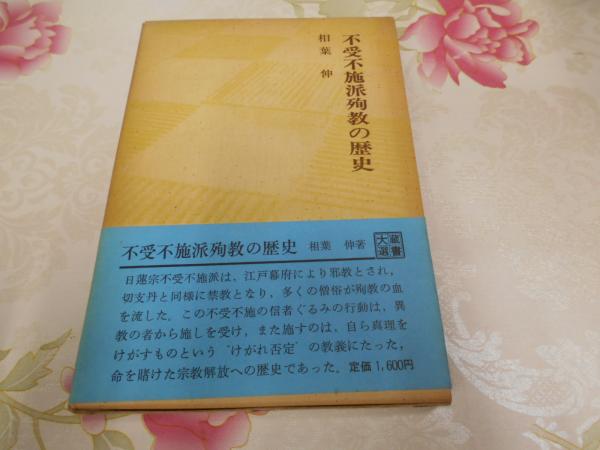 不受不施派殉教の歴史
相葉 伸
不受不施派殉教の歴史 相葉 伸著
大蔵
選書
日蓮宗不受不施派は、江戸幕府により邪教とされ、
切支丹と同様に禁教となり、多くの僧俗が殉教の血
を流した。この不受不施の信者ぐるみの行動は、異
教の者から施しを受け、また施すのは、自ら真理を
けがすものという〝けがれ否定〟の教義にたった、
命を賭けた宗教解放への歴史であった。定価1,600円